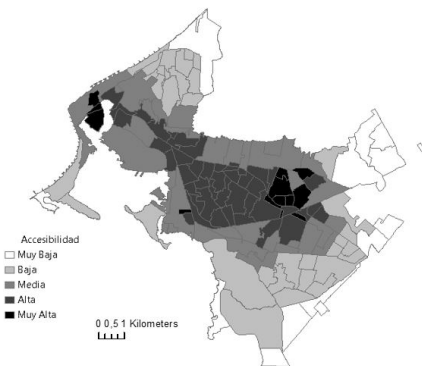 Accesibilidad
Muy Baja
Baja
Media
Alta
Muy Alta
0 0,5 1 Kilometers